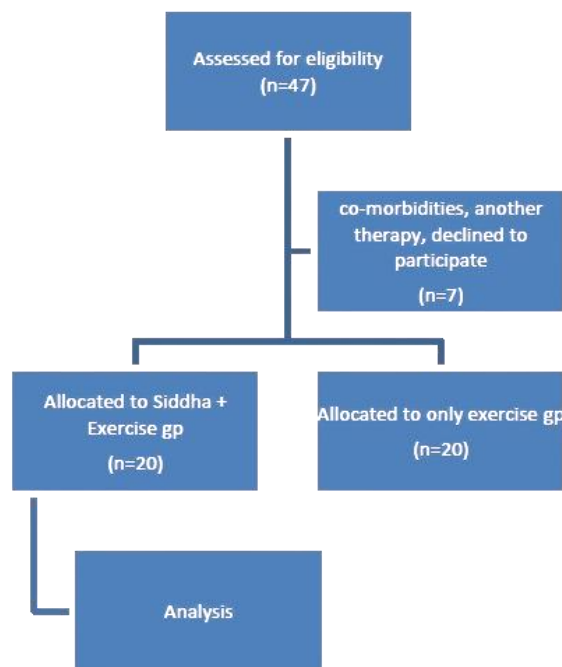 Assessed for eligibility
(n=47)
co-morbidities, another
therapy, declined to
participate
(n=7)
Allocated to Siddha +
Exercise gp
(n=20)
Allocated to only exercise gp
(n=20)
Analysis